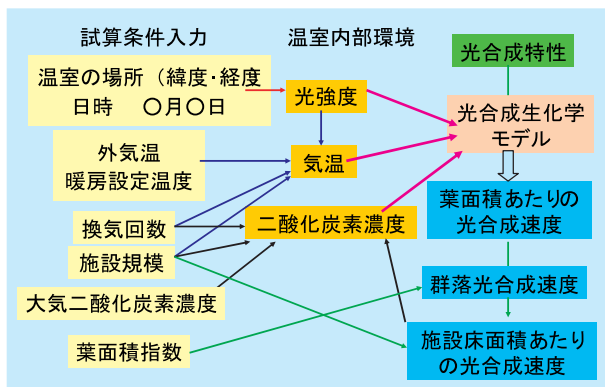 試算条件入力
温室の場所（緯度・経度
日時　〇月〇日
外気温
暖房設定温度
換気回数
施設規模
大気二酸化炭素濃度
葉面積指数
温室内部環境
光強度
気温
二酸化炭素濃度
光合成特性
光合成生化学
モデル
葉面積あたりの
光合成速度
群落光合成速度
施設床面積あたり
の光合成速度